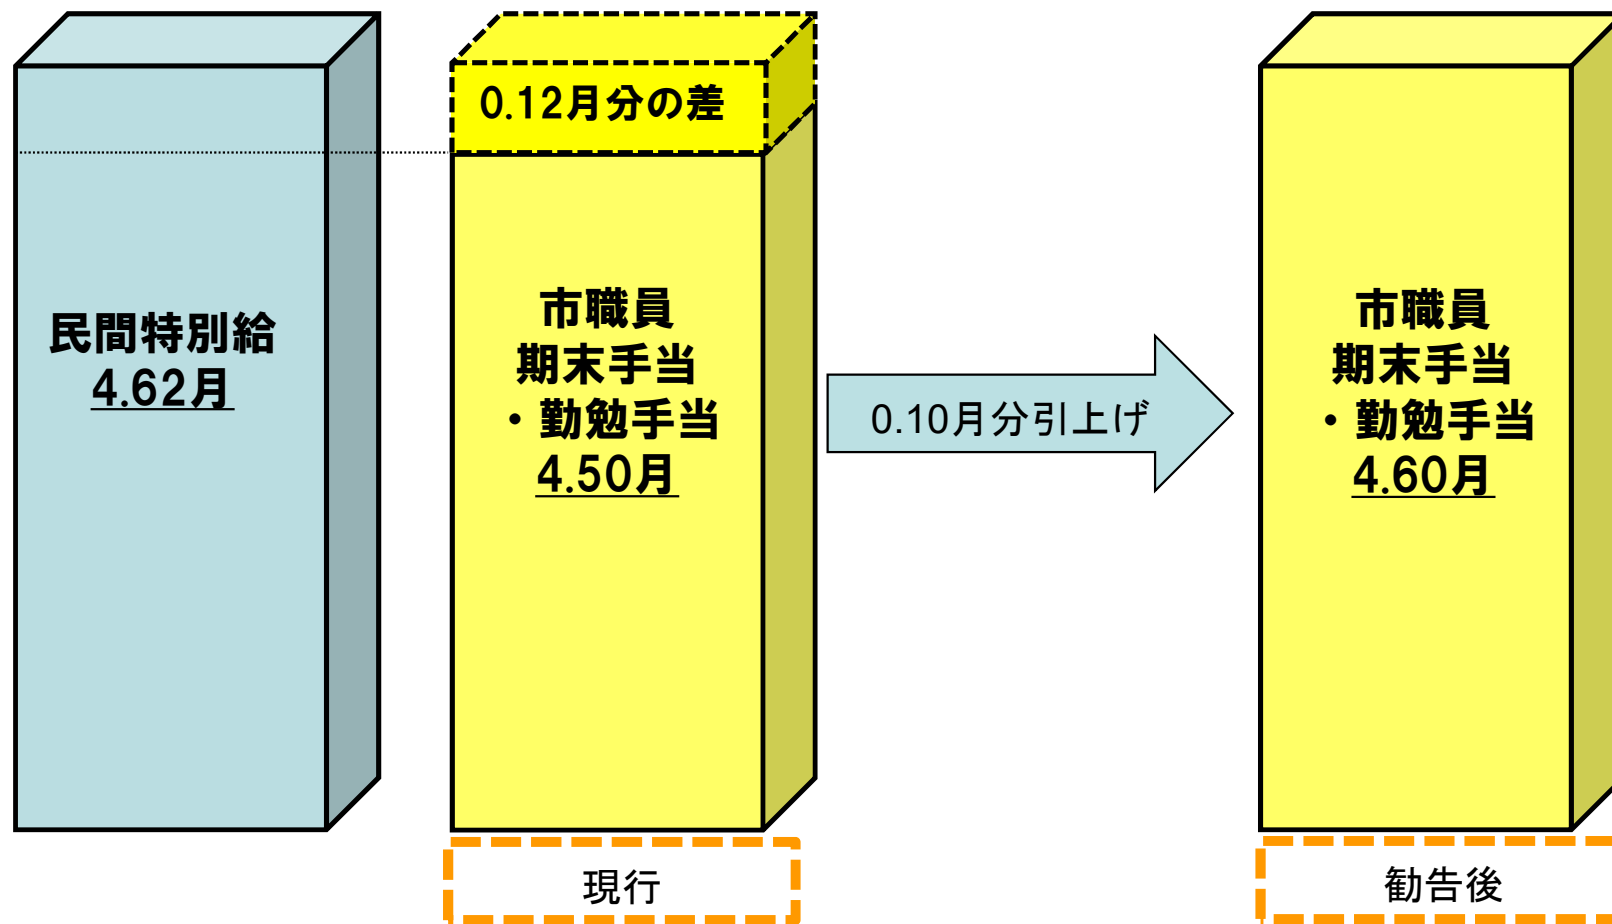 0.12月分の差
民間特別給
4.62月
市職員
期末手当
・勤勉手当
4.50月
0.10月分引上げ
市職員
期末手当
・勤勉手当
4.60月
現行
勧告後